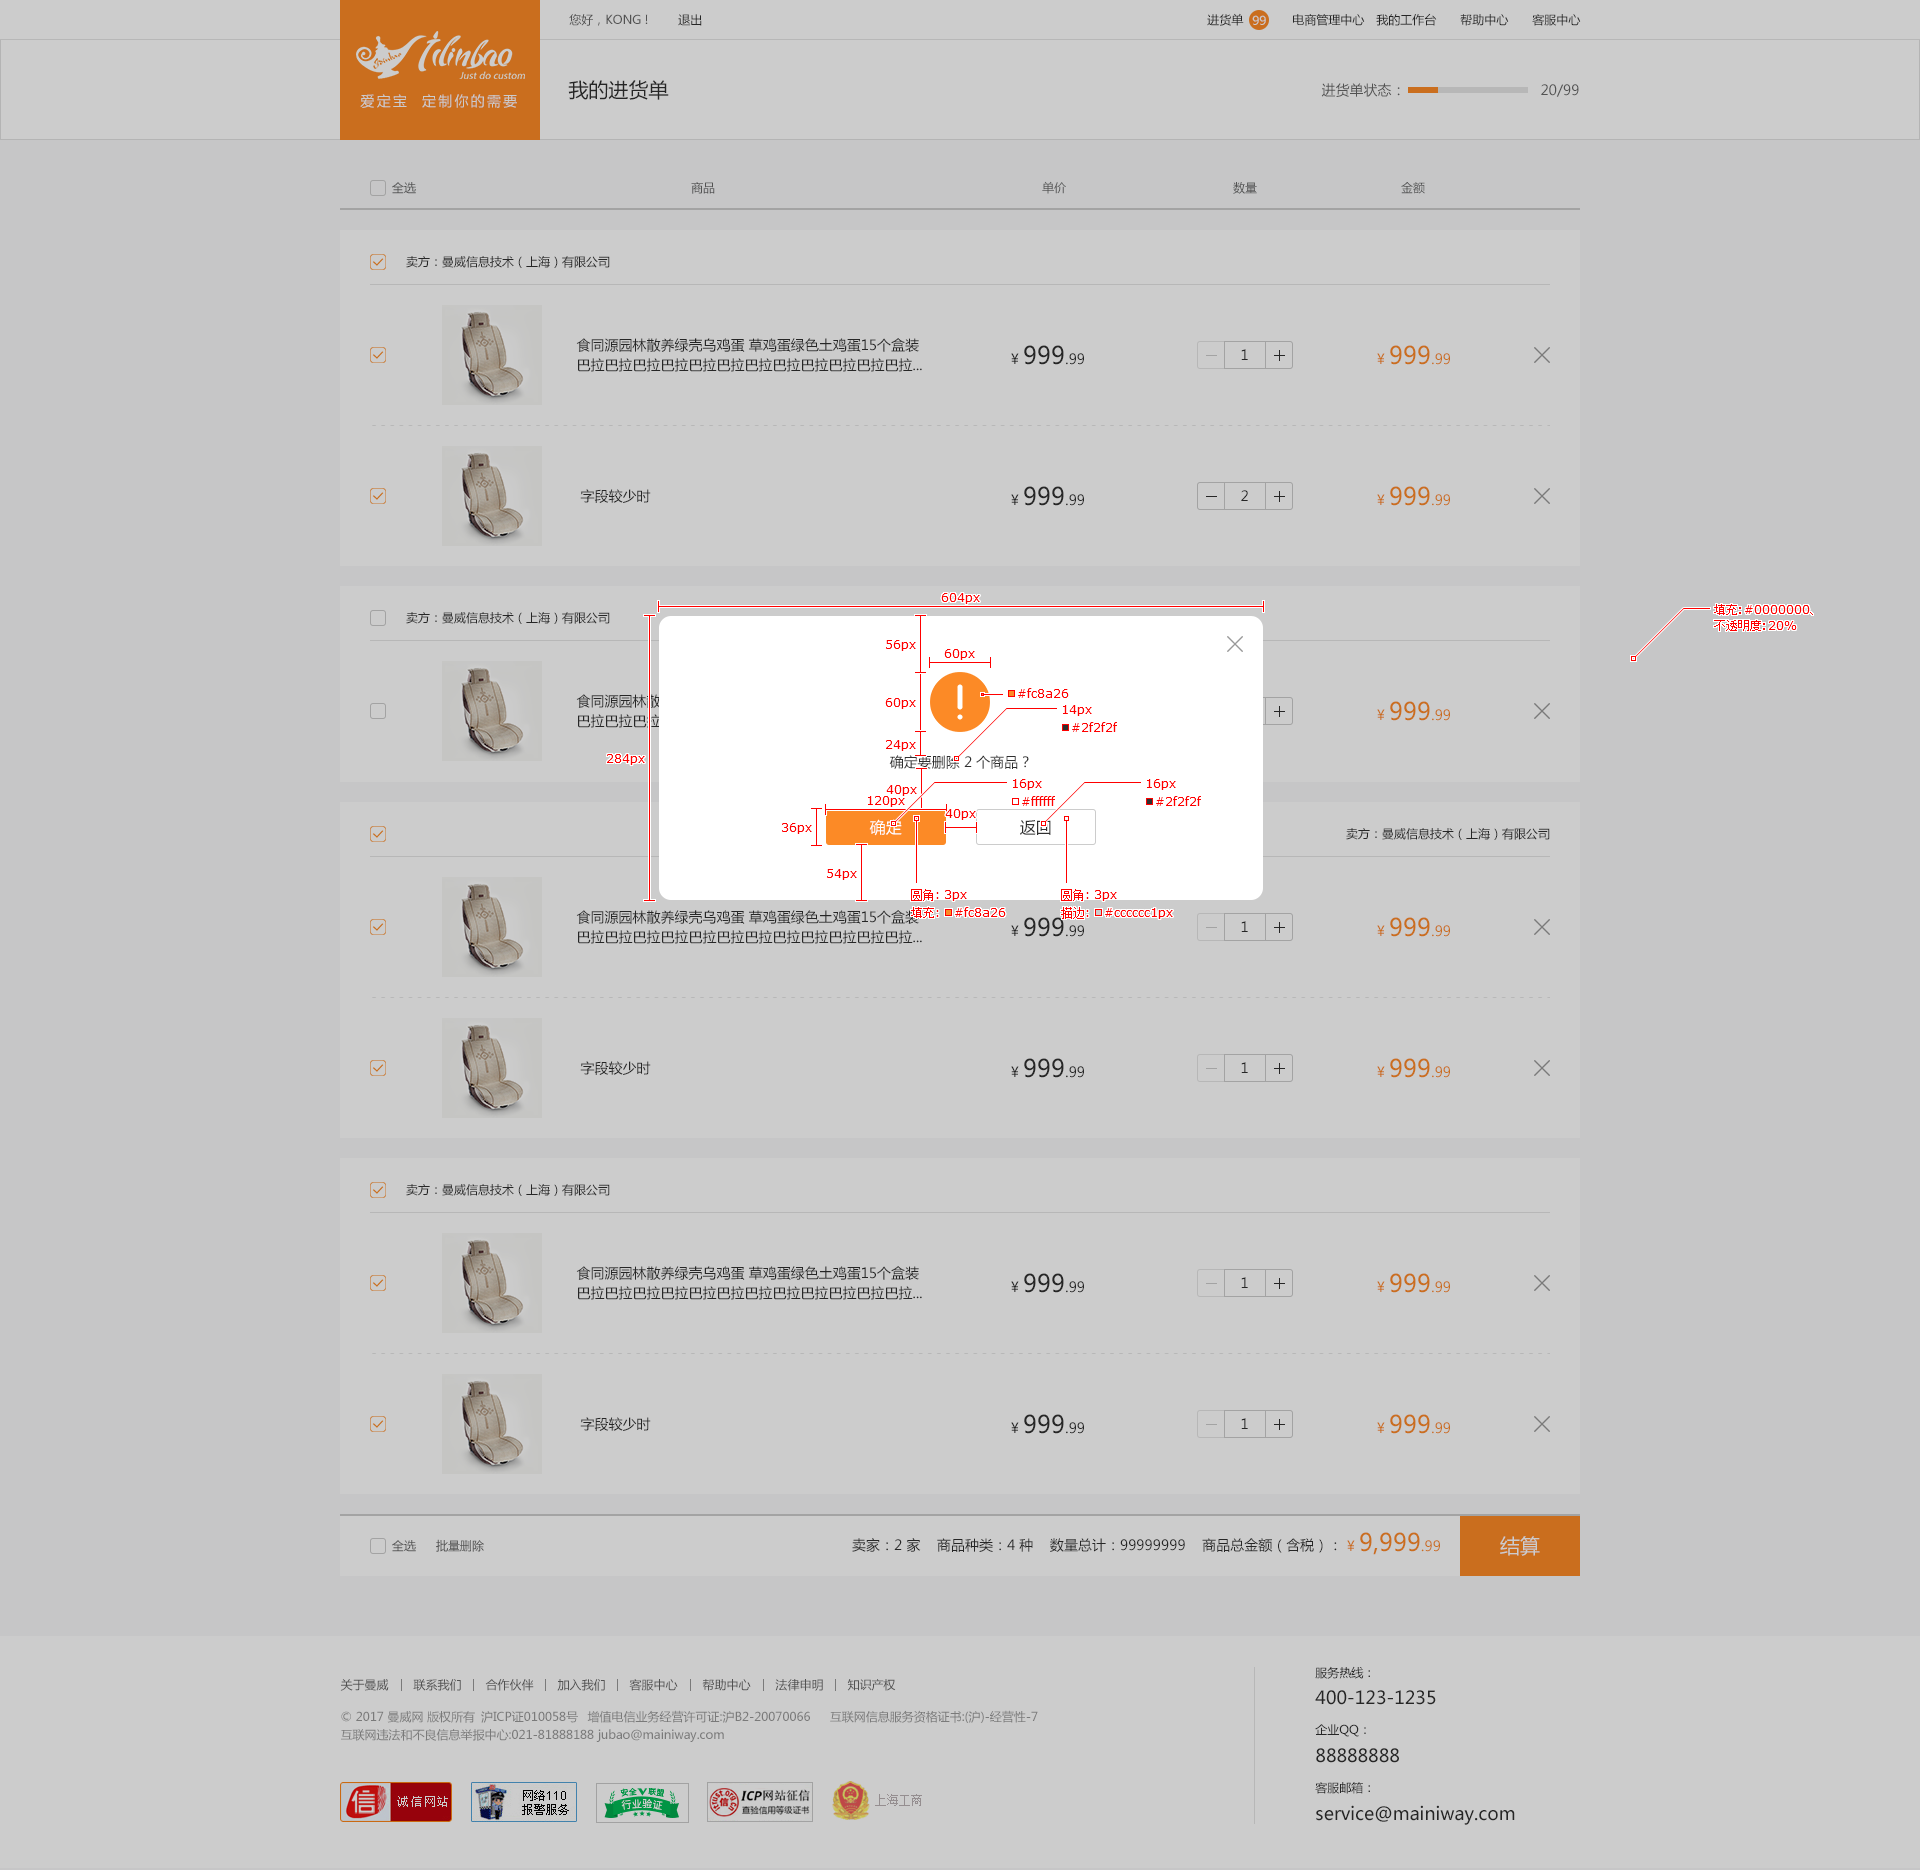 您好，KONG！
退出
进货单 99
电商管理中心
我的工作台
帮助中心
客服中心
tilinbao
Just do custom
爱定宝 定制你的需要
我的进货单
进货单状态：
20/99
全选
商品
单价
数量
金额
卖方：曼威信息技术（上海）有限公司
食同源园林散养绿壳乌鸡蛋 草鸡蛋绿色土鸡蛋15个盒装
巴拉巴拉巴拉巴拉巴拉巴拉巴拉巴拉巴拉巴拉巴拉巴拉...
¥ 999.99
1
¥ 999.99
字段较少时
¥ 999.99
2
¥ 999.99
卖方：曼威信息技术（上海）有限公司
604px
填充: #0000000、
不透明度: 20%
56px
60px
#fc8a26
60px
14px
#2f2f2f
食同源园林散
巴拉巴拉巴拉
¥ 999.99
24px
284px
确定要删除 2 个商品？
40px
16px
#ffffff
16px
#2f2f2f
120px
40px
36px
确定
返回
54px
圆角: 3px
填充: #fc8a26
圆角: 3px
描边: #cccccc1px
卖方：曼威信息技术（上海）有限公司
食同源园林散养绿壳乌鸡蛋 草鸡蛋绿色土鸡蛋15个盒装
巴拉巴拉巴拉巴拉巴拉巴拉巴拉巴拉巴拉巴拉巴拉巴拉...
¥ 999.99
1
¥ 999.99
字段较少时
¥ 999.99
1
¥ 999.99
卖方：曼威信息技术（上海）有限公司
食同源园林散养绿壳乌鸡蛋 草鸡蛋绿色土鸡蛋15个盒装
巴拉巴拉巴拉巴拉巴拉巴拉巴拉巴拉巴拉巴拉巴拉巴拉...
¥ 999.99
1
¥ 999.99
字段较少时
¥ 999.99
1
¥ 999.99
全选
批量删除
卖家：2 家 商品种类：4 种 数量总计：99999999 商品总金额（含税）： ¥ 9,999.99
结算
关于曼威 | 联系我们 | 合作伙伴 | 加入我们 | 客服中心 | 帮助中心 | 法律申明 | 知识产权
© 2017 曼威网 版权所有 沪ICP证010058号 增值电信业务经营许可证:沪B2-20070066 互联网信息服务资格证书:(沪)-经营性-7
互联网违法和不良信息举报中心:021-81888188 jubao@mainiway.com
信 诚信网站
网络110
报警服务
安全V联盟
行业验证
信 ICP网站征信
直验信用等级证书
上海工商
服务热线：
400-123-1235
企业QQ：
88888888
客服邮箱：
service@mainiway.com